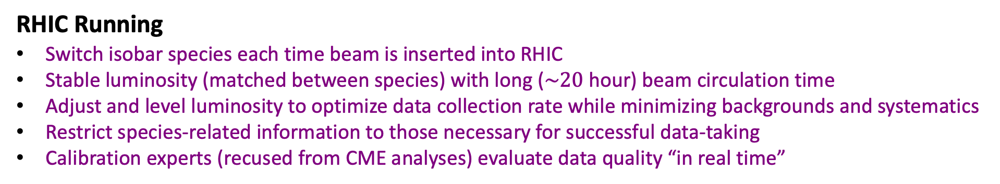 RHIC Running
• Switch isobar species each time beam is inserted into RHIC
• Stable luminosity (matched between species) with long (~20 hour) beam circulation time
• Adjust and level luminosity to optimize data collection rate while minimizing backgrounds and systematics
• Restrict species-related information to those necessary for successful data-taking
• Calibration experts (recused from CME analyses) evaluate data quality “in real time”